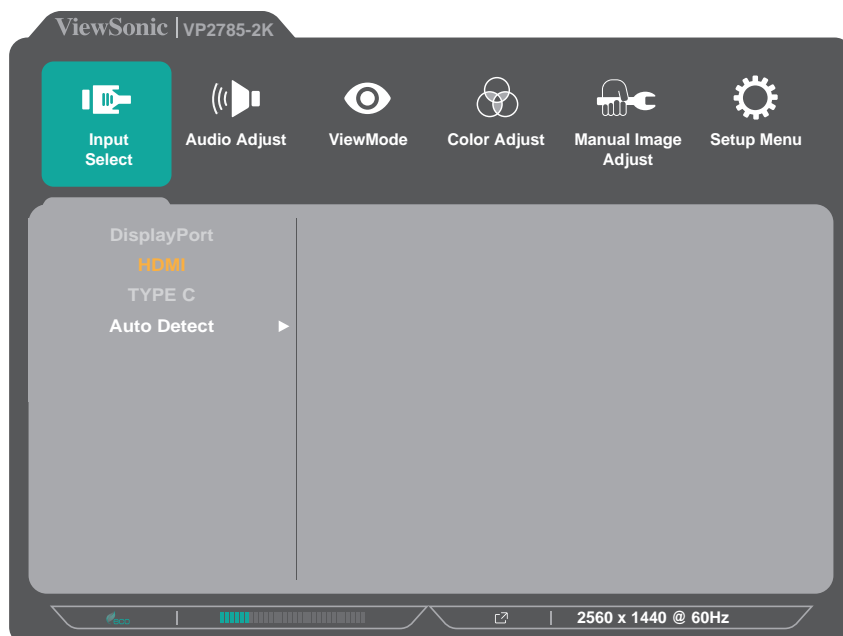 ViewSonic | VP2785-2K
Input
Select
Audio Adjust
ViewMode
Color Adjust
Manual Image
Adjust
Setup Menu
DisplayPort
HDMI
TYPE C
Auto Detect
eco
2560 x 1440 @ 60Hz